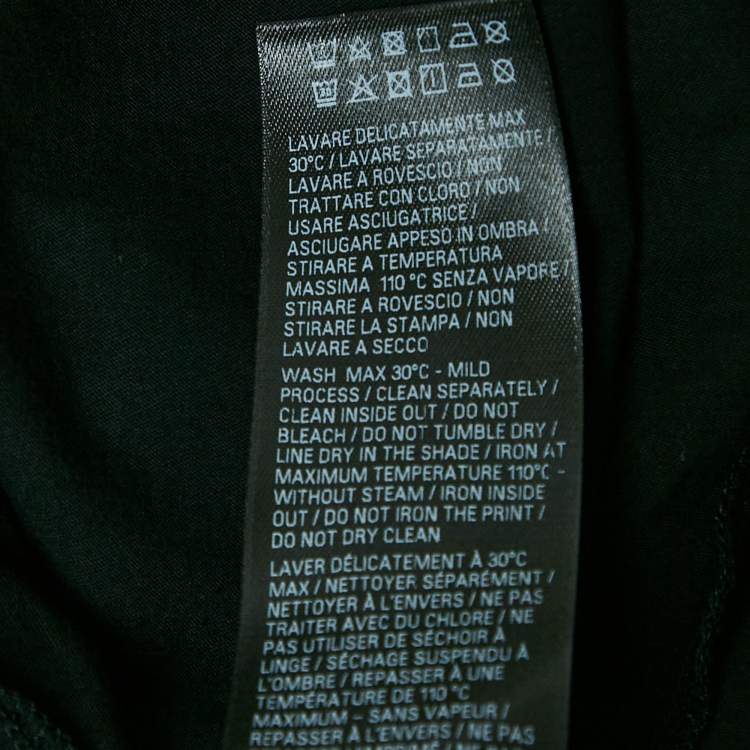 30
LAVARE DELICATAMENTE MAX
30°C / LAVARE SEPARATAMENTE /
LAVARE A ROVESCIO / NON
TRATTARE CON CLORO / NON
USARE ASCIUGATRICE /
ASCIUGARE APPESO IN OMBRA /
STIRARE A TEMPERATURA
MASSIMA 110 °C SENZA VAPORE /
STIRARE A ROVESCIO / NON
STIRARE LA STAMPA / NON
LAVARE A SECCO
WASH MAX 30°C - MILD
PROCESS / CLEAN SEPARATELY /
CLEAN INSIDE OUT / DO NOT
BLEACH / DO NOT TUMBLE DRY /
LINE DRY IN THE SHADE / IRON AT
MAXIMUM TEMPERATURE 110°C -
WITHOUT STEAM / IRON INSIDE
OUT / DO NOT IRON THE PRINT /
DO NOT DRY CLEAN
LAVER DÉLICATEMENT À 30°C
MAX / NETTOYER SÉPARÉMENT /
NETTOYER À L'ENVERS / NE PAS
TRAITER AVEC DU CHLORE / NE
PAS UTILISER DE SÉCHOIR À
LINGE / SÉCHAGE SUSPENDU À
L'OMBRE / REPASSER À UNE
TEMPÉRATURE DE 110 °C
MAXIMUM - SANS VAPEUR /
REPASSER À L'ENVERS / NE PAS